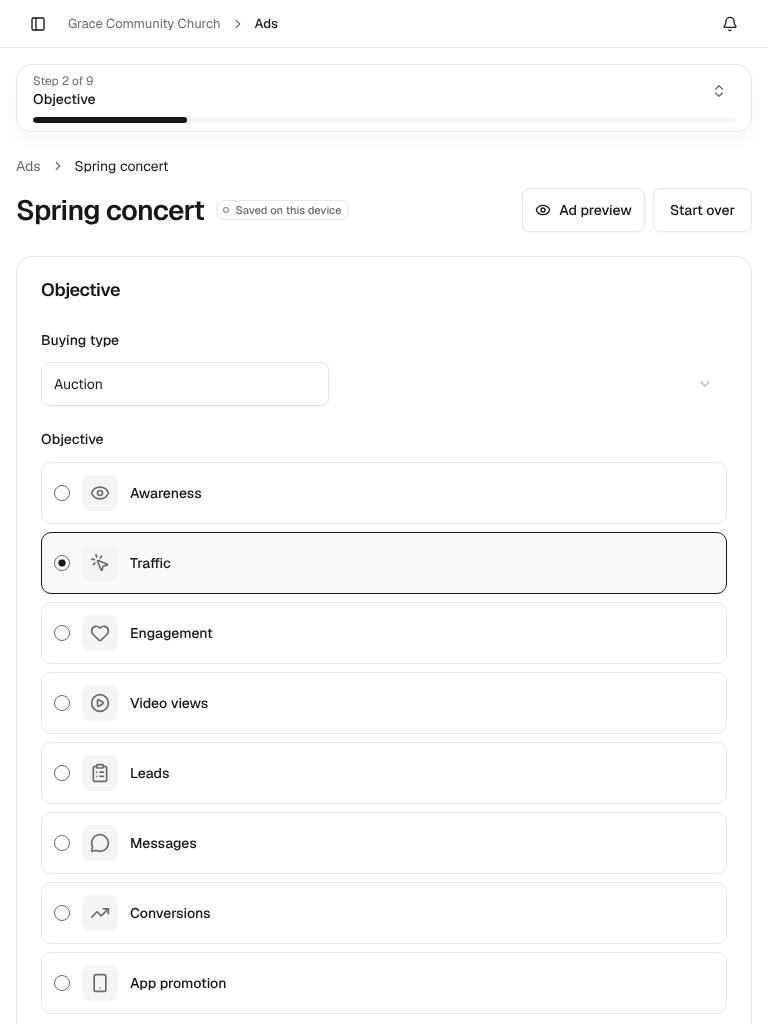 Grace Community Church > Ads
Step 2 of 9
Objective
Ads > Spring concert
Spring concert
Saved on this device
Ad preview
Start over
Objective
Buying type
Auction
Objective
Awareness
Traffic
Engagement
Video views
Leads
Messages
Conversions
App promotion